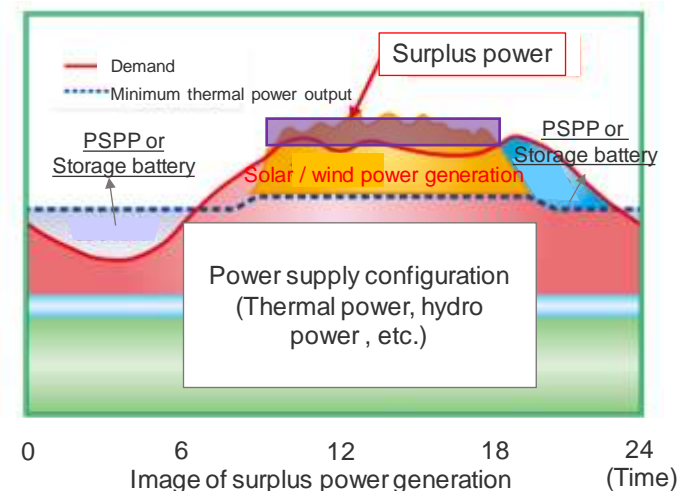 Surplus power
Demand
Minimum thermal power output
PSPP or
Storage battery
PSPP or
Storage battery
Solar / wind power generation
Power supply configuration
(Thermal power, hydro
power , etc.)
0 6 12 18 24
Image of surplus power generation (Time)